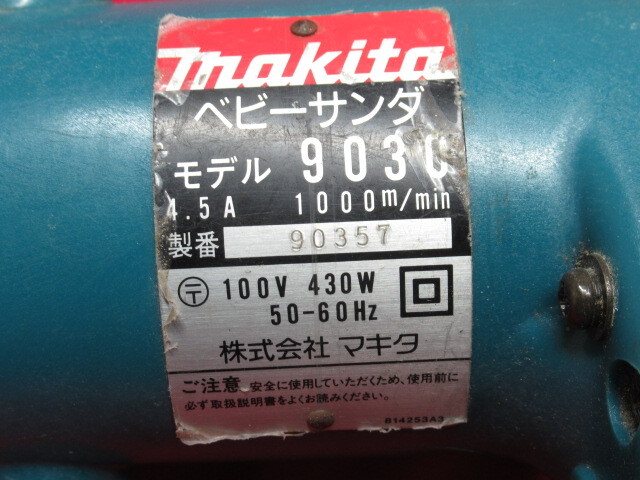 makita
ベビーサンダ
モデル 9030
4.5A 1000m/min
製番 90357
〶 100V 430W
50-60Hz
株式会社 マキタ
ご注意 安全に使用していただくため、使用前に
必ず取扱説明書をよくお読みください。
814253A3